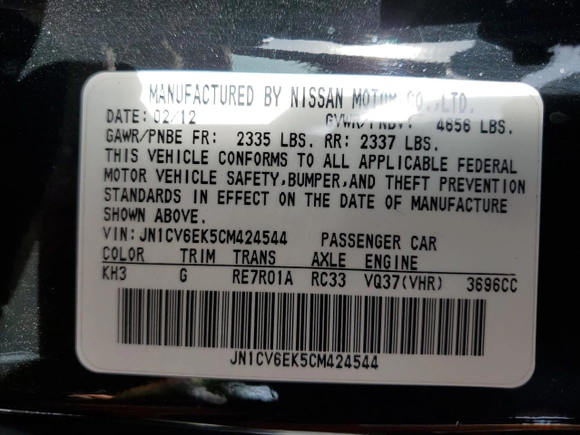 MANUFACTURED BY NISSAN MOTOR CO.,LTD.
DATE: 02/12 GVWR/PNBV: 4656 LBS.
GAWR/PNBE FR: 2335 LBS. RR: 2337 LBS.
THIS VEHICLE CONFORMS TO ALL APPLICABLE FEDERAL
MOTOR VEHICLE SAFETY,BUMPER,AND THEFT PREVENTION
STANDARDS IN EFFECT ON THE DATE OF MANUFACTURE
SHOWN ABOVE.
VIN:JN1CV6EK5CM424544 PASSENGER CAR
COLOR TRIM TRANS AXLE ENGINE
KH3 G RE7R01A RC33 VQ37(VHR) 3696CC
JN1CV6EK5CM424544